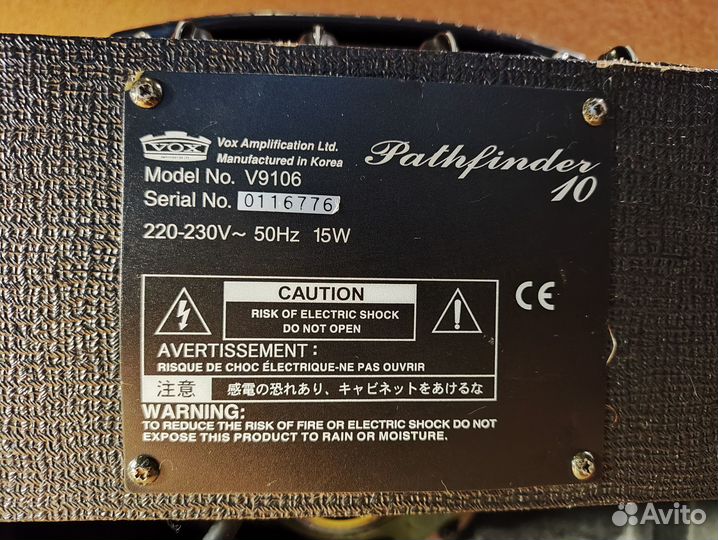 VOX
Vox Amplification Ltd.
Manufactured in Korea
Pathfinder
10
Model No. V9106
Serial No. 0116776
220-230V~ 50Hz 15W
CAUTION
RISK OF ELECTRIC SHOCK
DO NOT OPEN
CE
AVERTISSEMENT :
RISQUE DE CHOC ÉLECTRIQUE-NE PAS OUVRIR
注意 感電の恐れあり、キャビネットをあけるな
WARNING:
TO REDUCE THE RISK OF FIRE OR ELECTRIC SHOCK DO NOT
EXPOSE THIS PRODUCT TO RAIN OR MOISTURE.
Avito